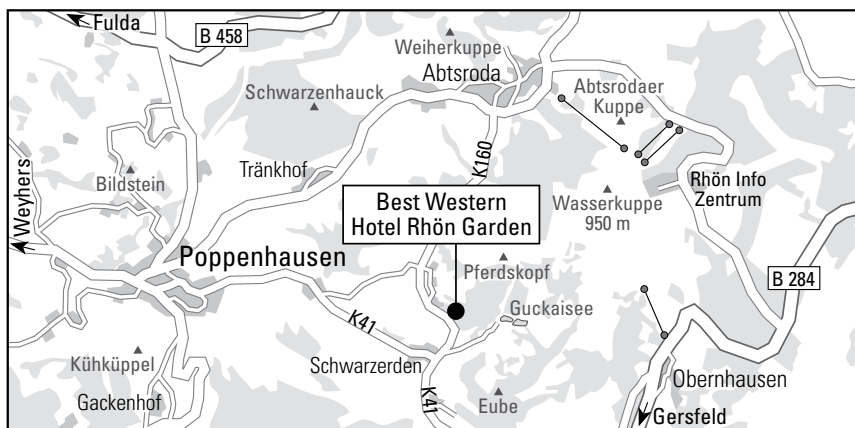 Fulda
B 458
Weiherkuppe
Abtsroda
Schwarzenhauck
Abtsrodaer
Kuppe
K160
Tränkhof
Bildstein
Weyhers
Best Western
Hotel Rhön Garden
Wasserkuppe
950 m
Rhön Info
Zentrum
Poppenhausen
Pferdskopf
B 284
Guckaisee
K41
Schwarzerden
Kühküppel
Obernhausen
Gackenhof
K41
Eube
Gersfeld